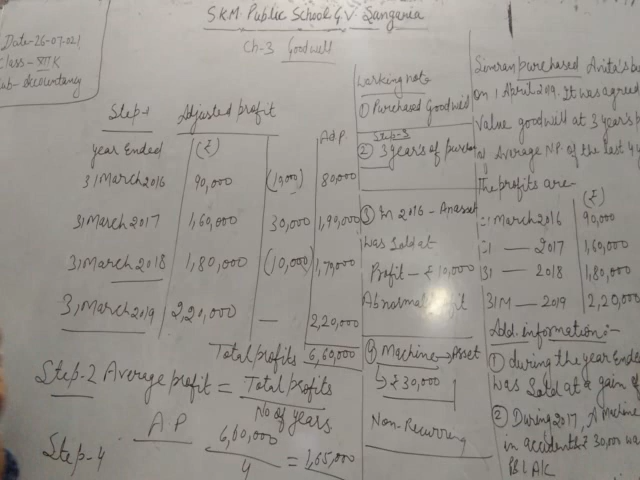 S.K.M. Public School G.V. Sangania
Date-26-07-021
Class - XII K
Sub- Accountancy
Ch-3 Goodwill
Step-1 Adjusted profit
year Ended (₹) A.d.P.
31 March 2016 90,000 (10,000) 80,000
31 March 2017 1,60,000 30,000 1,90,000
31 March 2018 1,80,000 (10,000) 1,70,000
31 March 2019 2,20,000 — 2,20,000
Total profits 6,60,000
Step-2 Average profit = Total profits
No of years
A.P
6,60,000
4
= 1,65,000
Step-4
Working note
① Purchased Goodwill
Step-3
② 3 years of purchase
③ In 2016 - An asset
was Sold at
Profit - ₹ 10,000
Abnormal Profit
④ Machine → Asset
↳ ₹ 30,000
Non-Recurring
Simran purchased Anita's bu
on 1 April 2019. It was agreed
Value goodwill at 3 years p
of Average N.P. of the last 4 y
The profits are
(₹)
31 March 2016 90,000
31 — 2017 1,60,000
31 — 2018 1,80,000
31M — 2019 2,20,000
Add. information:-
① during the year Ended
was Sold at a gain of
② During 2017, A Machine
in accident ₹ 30,000 was
P&L A/C